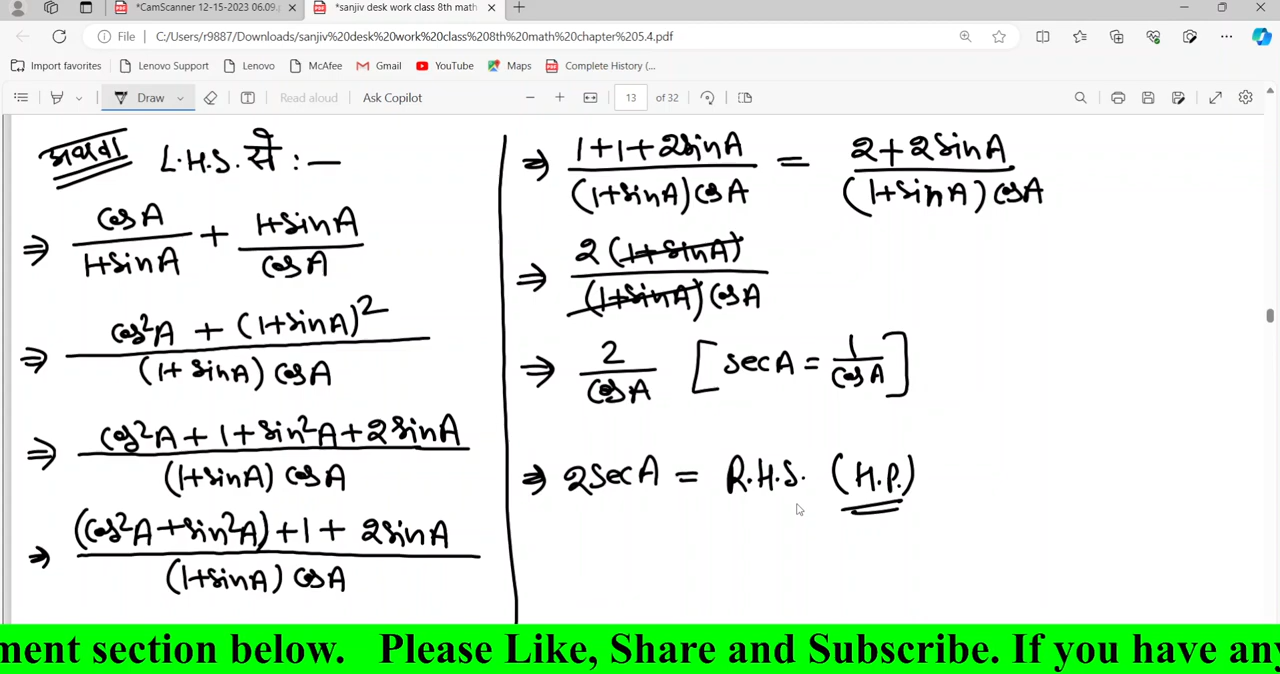 *CamScanner 12-15-2023 06.09.
*sanjiv desk work class 8th math
File C:/Users/r9887/Downloads/sanjiv%20desk%20work%20class%208th%20math%20chapter%205.4.pdf
Import favorites Lenovo Support Lenovo McAfee Gmail YouTube Maps Complete History (...
Draw Read aloud Ask Copilot 13 of 32
अथवा L.H.S. से :—
⇒ cosA/(1+sinA) + (1+sinA)/cosA
⇒ (cos²A + (1+sinA)²)/((1+sinA) cosA)
⇒ (cos²A + 1 + sin²A + 2sinA)/((1+sinA) cosA)
⇒ ((cos²A + sin²A) + 1 + 2sinA)/((1+sinA) cosA)
⇒ (1+1+2sinA)/((1+sinA) cosA) = (2+2sinA)/((1+sinA) cosA)
⇒ 2(1+sinA)/((1+sinA) cosA)
⇒ 2/cosA [secA = 1/cosA]
⇒ 2secA = R.H.S. (H.P.)
ment section below. Please Like, Share and Subscribe. If you have any